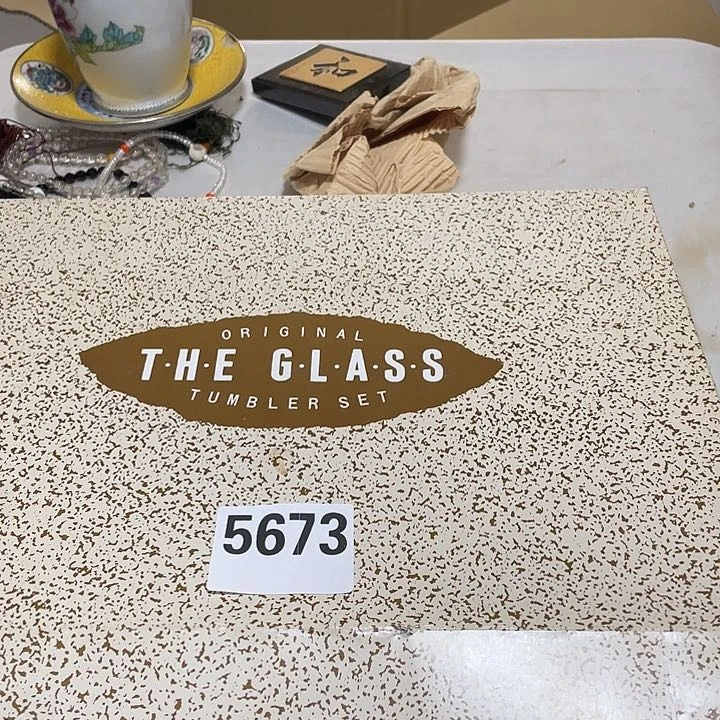 ORIGINAL
T·H·E G·L·A·S·S
TUMBLER SET
5673